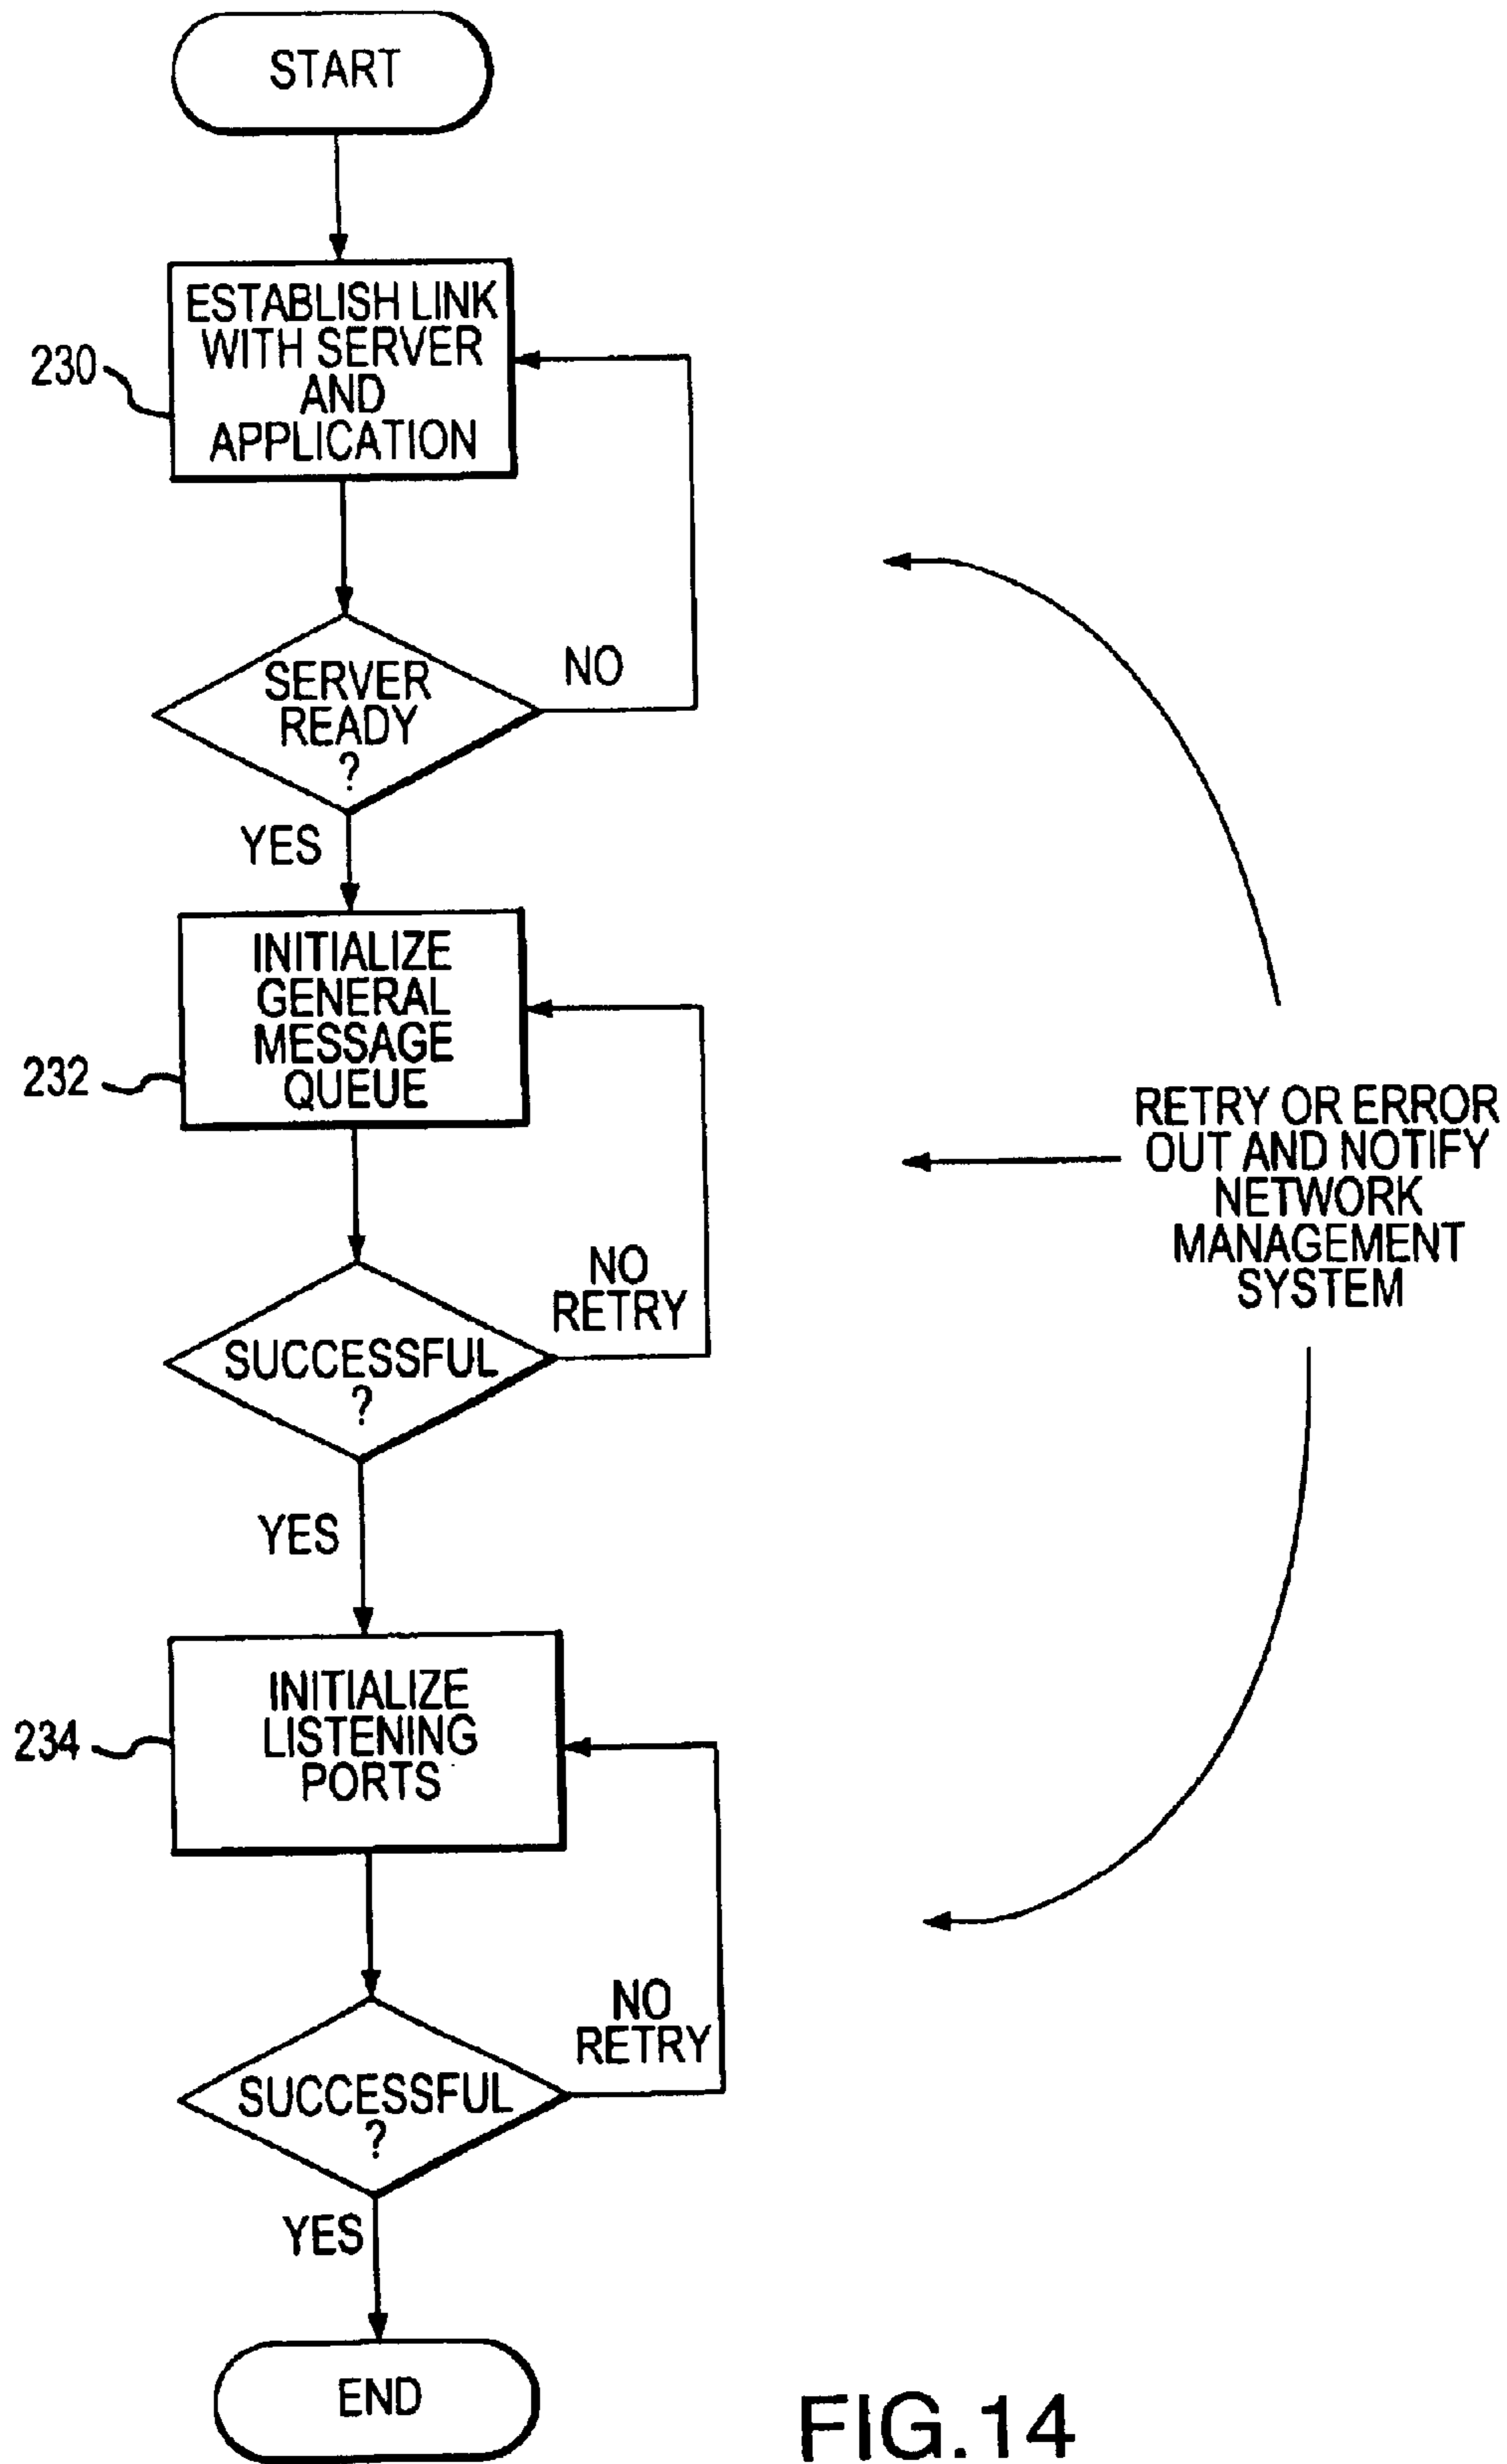 START
ESTABLISH LINK
WITH SERVER
AND
APPLICATION
230
SERVER
READY
?
NO
YES
INITIALIZE
GENERAL
MESSAGE
QUEUE
232
RETRY OR ERROR
OUT AND NOTIFY
NETWORK
MANAGEMENT
SYSTEM
NO
RETRY
SUCCESSFUL
?
YES
INITIALIZE
LISTENING
PORTS
234
NO
RETRY
SUCCESSFUL
?
YES
END
FIG.14